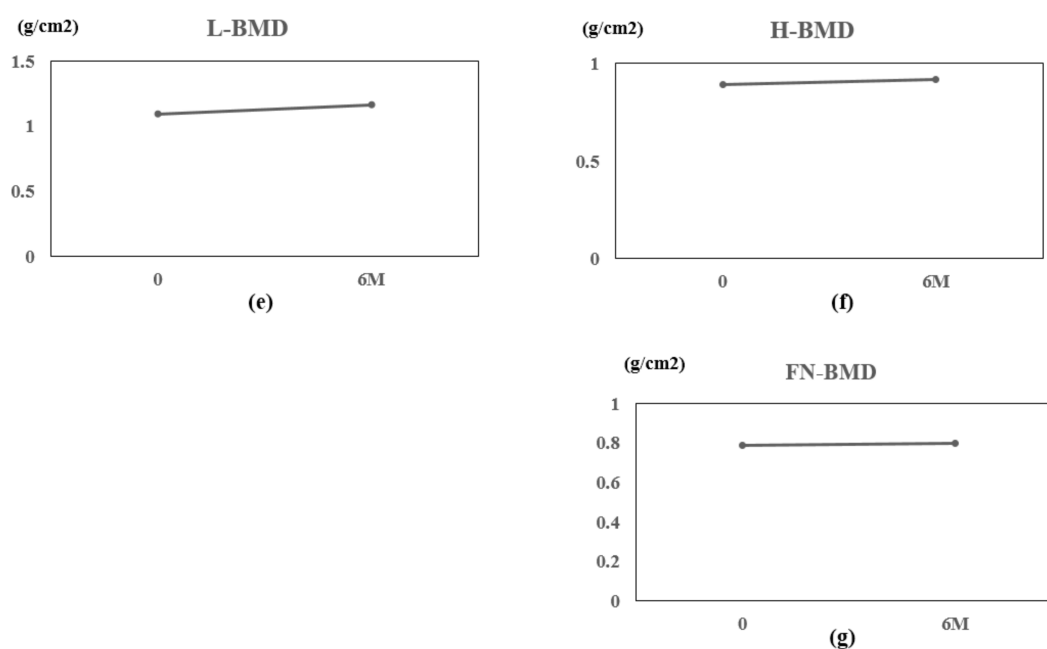 (g/cm2)
L-BMD
1.5
1
0.5
0
0
6M
(e)
(g/cm2)
H-BMD
1
0.5
0
0
6M
(f)
(g/cm2)
FN-BMD
1
0.8
0.6
0.4
0.2
0
0
6M
(g)